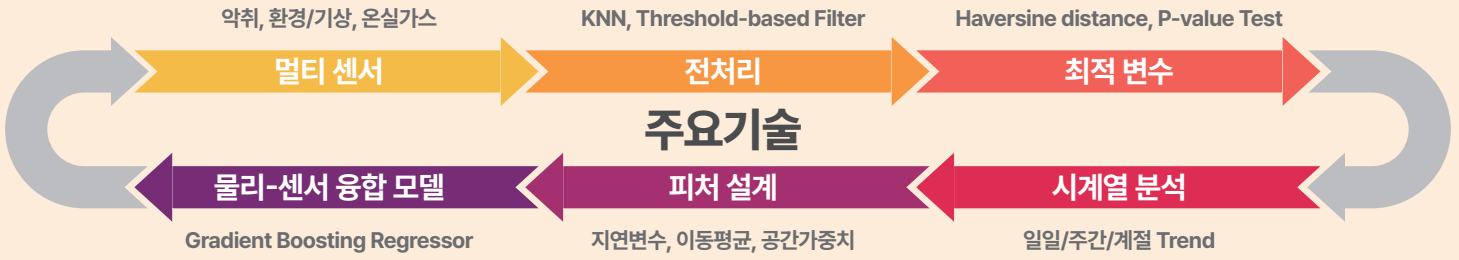 악취, 환경/기상, 온실가스
KNN, Threshold-based Filter
Haversine distance, P-value Test
멀티 센서
전처리
최적 변수
주요기술
물리-센서 융합 모델
피처 설계
시계열 분석
Gradient Boosting Regressor
지연변수, 이동평균, 공간가중치
일일/주간/계절 Trend